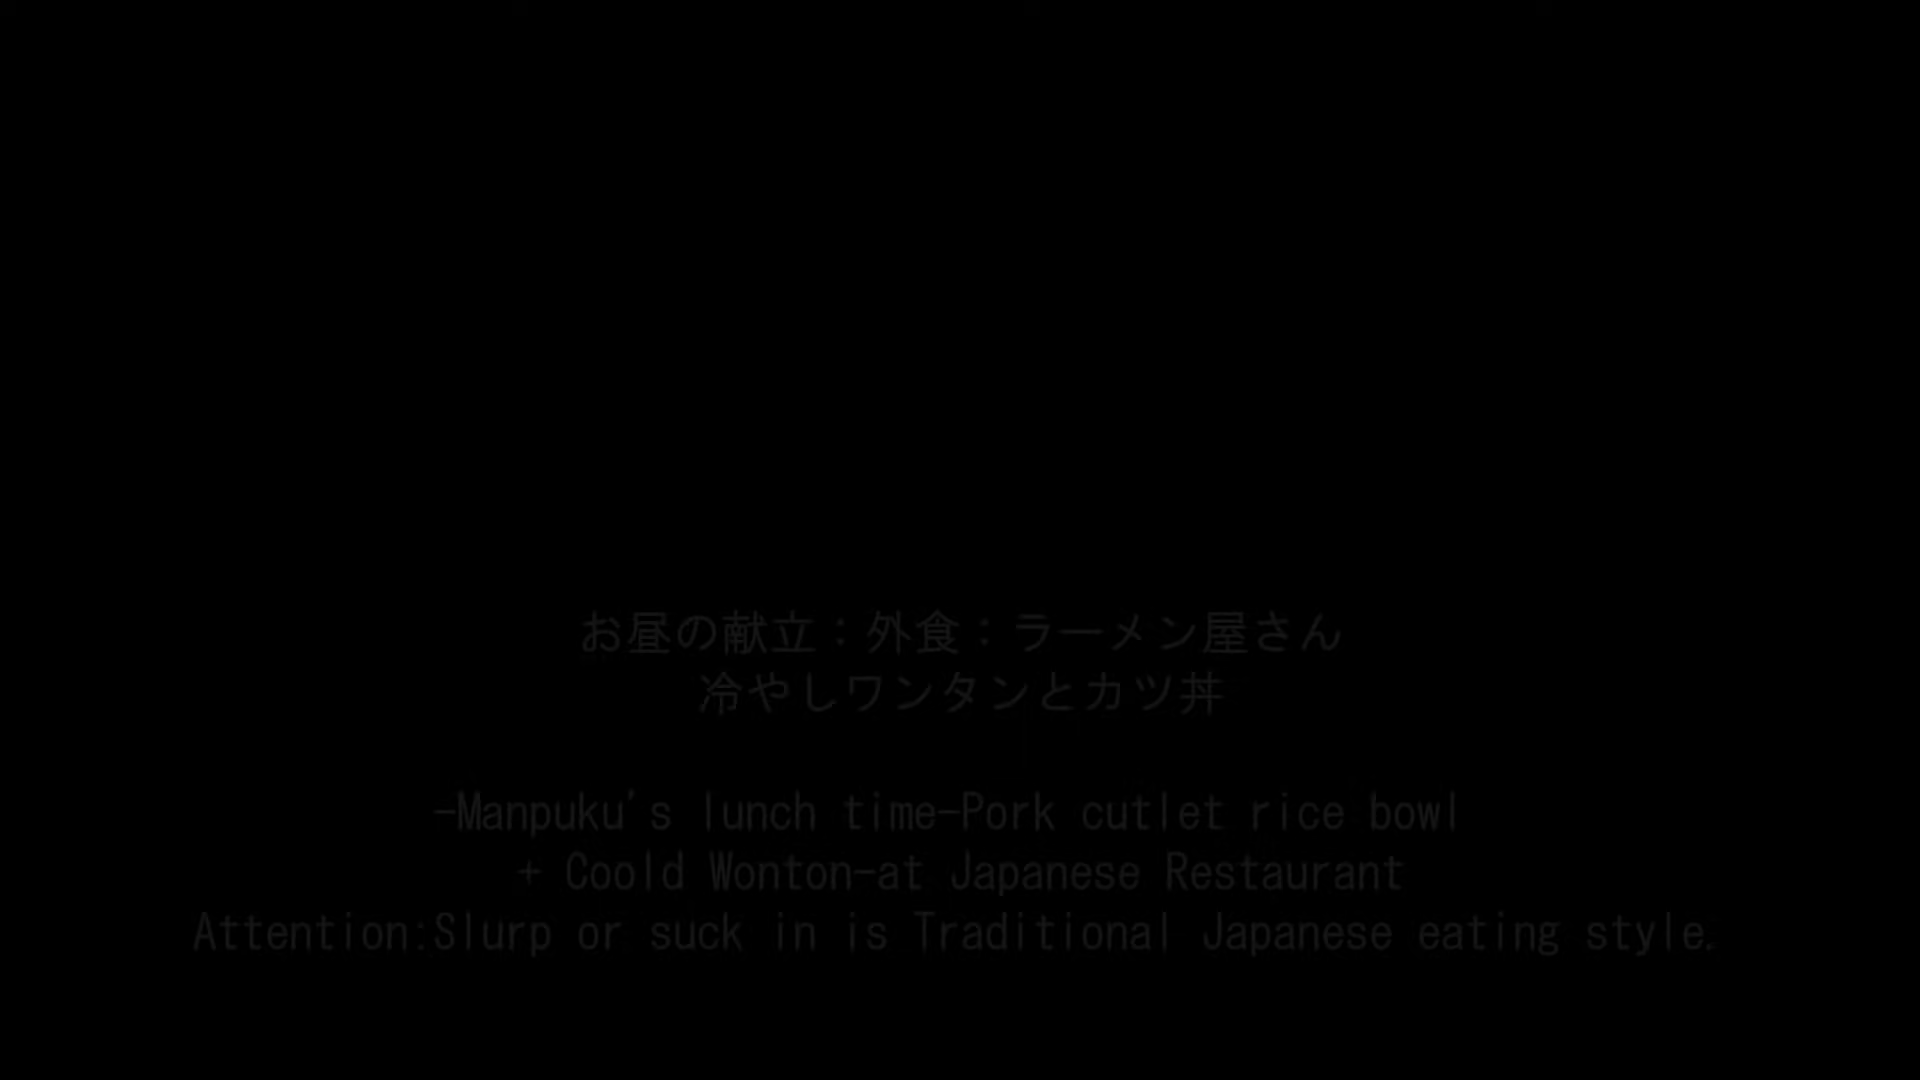 お昼の献立：外食：ラーメン屋さん
冷やしワンタンとカツ丼
-Manpuku's lunch time-Pork cutlet rice bowl
+ Coold Wonton-at Japanese Restaurant
Attention:Slurp or suck in is Traditional Japanese eating style.